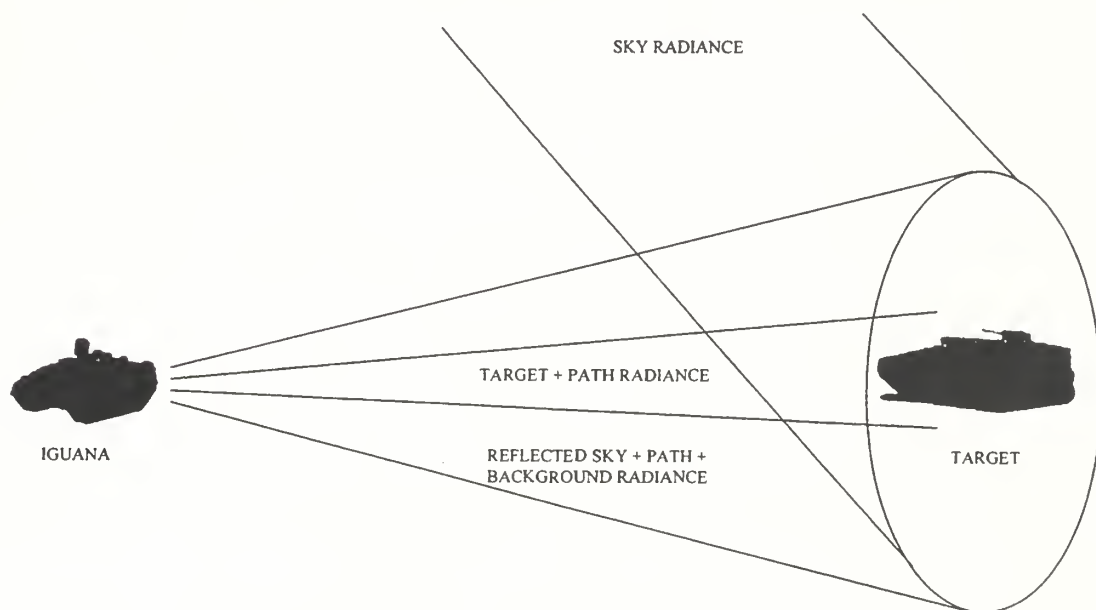 SKY RADIANCE
TARGET + PATH RADIANCE
IGUANA
REFLECTED SKY + PATH +
BACKGROUND RADIANCE
TARGET